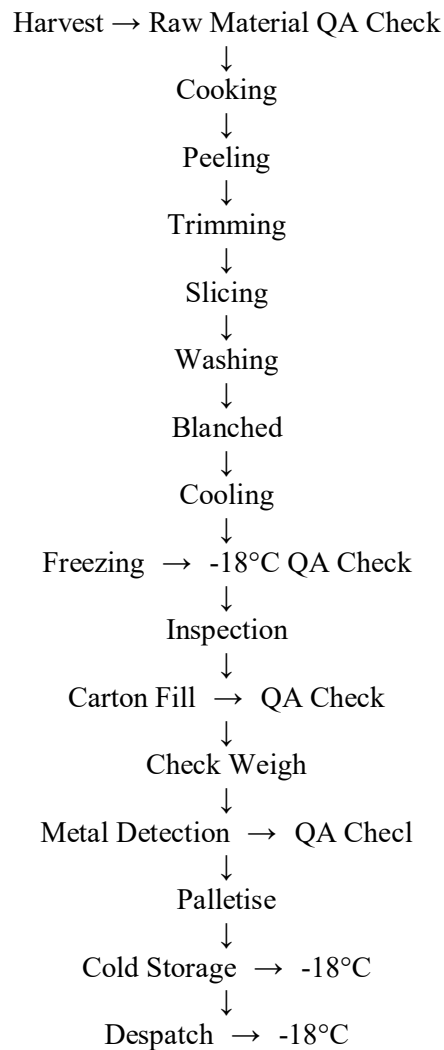 Harvest → Raw Material QA Check
↓
Cooking
↓
Peeling
↓
Trimming
↓
Slicing
↓
Washing
↓
Blanched
↓
Cooling
↓
Freezing → -18°C QA Check
↓
Inspection
↓
Carton Fill → QA Check
↓
Check Weigh
↓
Metal Detection → QA Checl
↓
Palletise
↓
Cold Storage → -18°C
↓
Despatch → -18°C